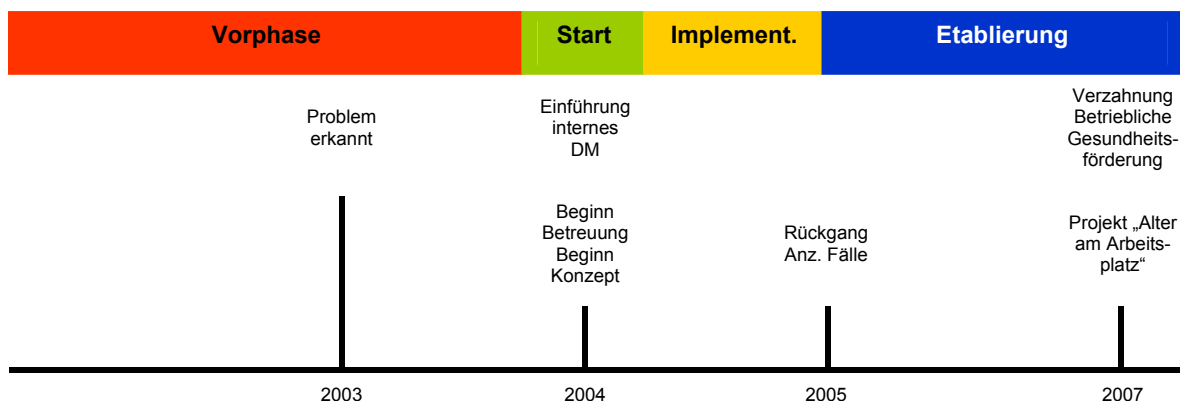 Vorphase
Start
Implement.
Etablierung
Problem
erkannt
Einführung
internes
DM
Verzahnung
Betriebliche
Gesundheits-
förderung
Beginn
Betreuung
Beginn
Konzept
Rückgang
Anz. Fälle
Projekt „Alter
am Arbeits-
platz“
2003
2004
2005
2007